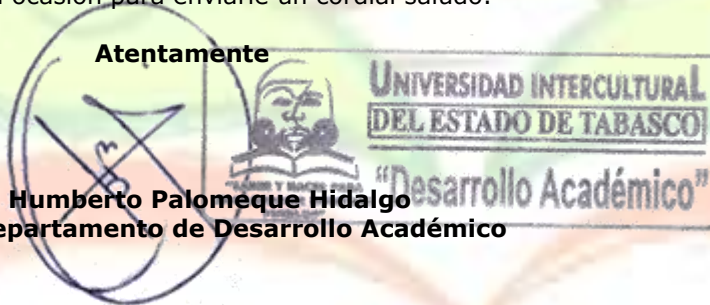 ocasión para enviarle un cordial saludo.
Atentamente
UNIVERSIDAD INTERCULTURAL
DEL ESTADO DE TABASCO
"Desarrollo Académico"
Humberto Palomeque Hidalgo
epartamento de Desarrollo Académico